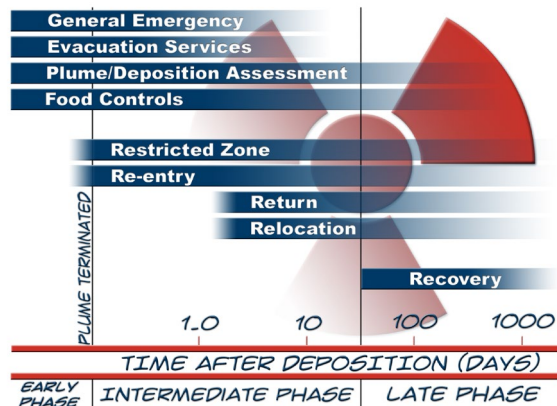 General Emergency
Evacuation Services
Plume/Deposition Assessment
Food Controls
Restricted Zone
Re-entry
Return
Relocation
Recovery
PLUME TERMINATED
1.0 10 100 1000
TIME AFTER DEPOSITION (DAYS)
EARLY PHASE
INTERMEDIATE PHASE
LATE PHASE